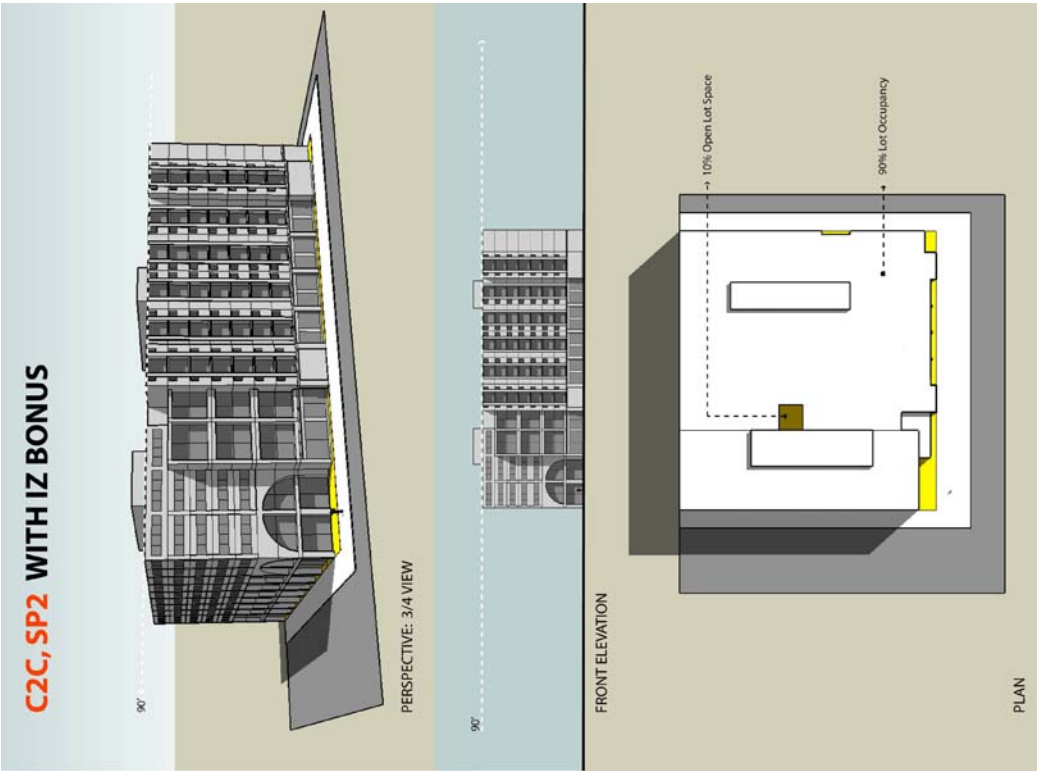 C2C, SP2 WITH IZ BONUS
90'
PERSPECTIVE: 3/4 VIEW
90'
FRONT ELEVATION
10% Open Lot Space
90% Lot Occupancy
PLAN